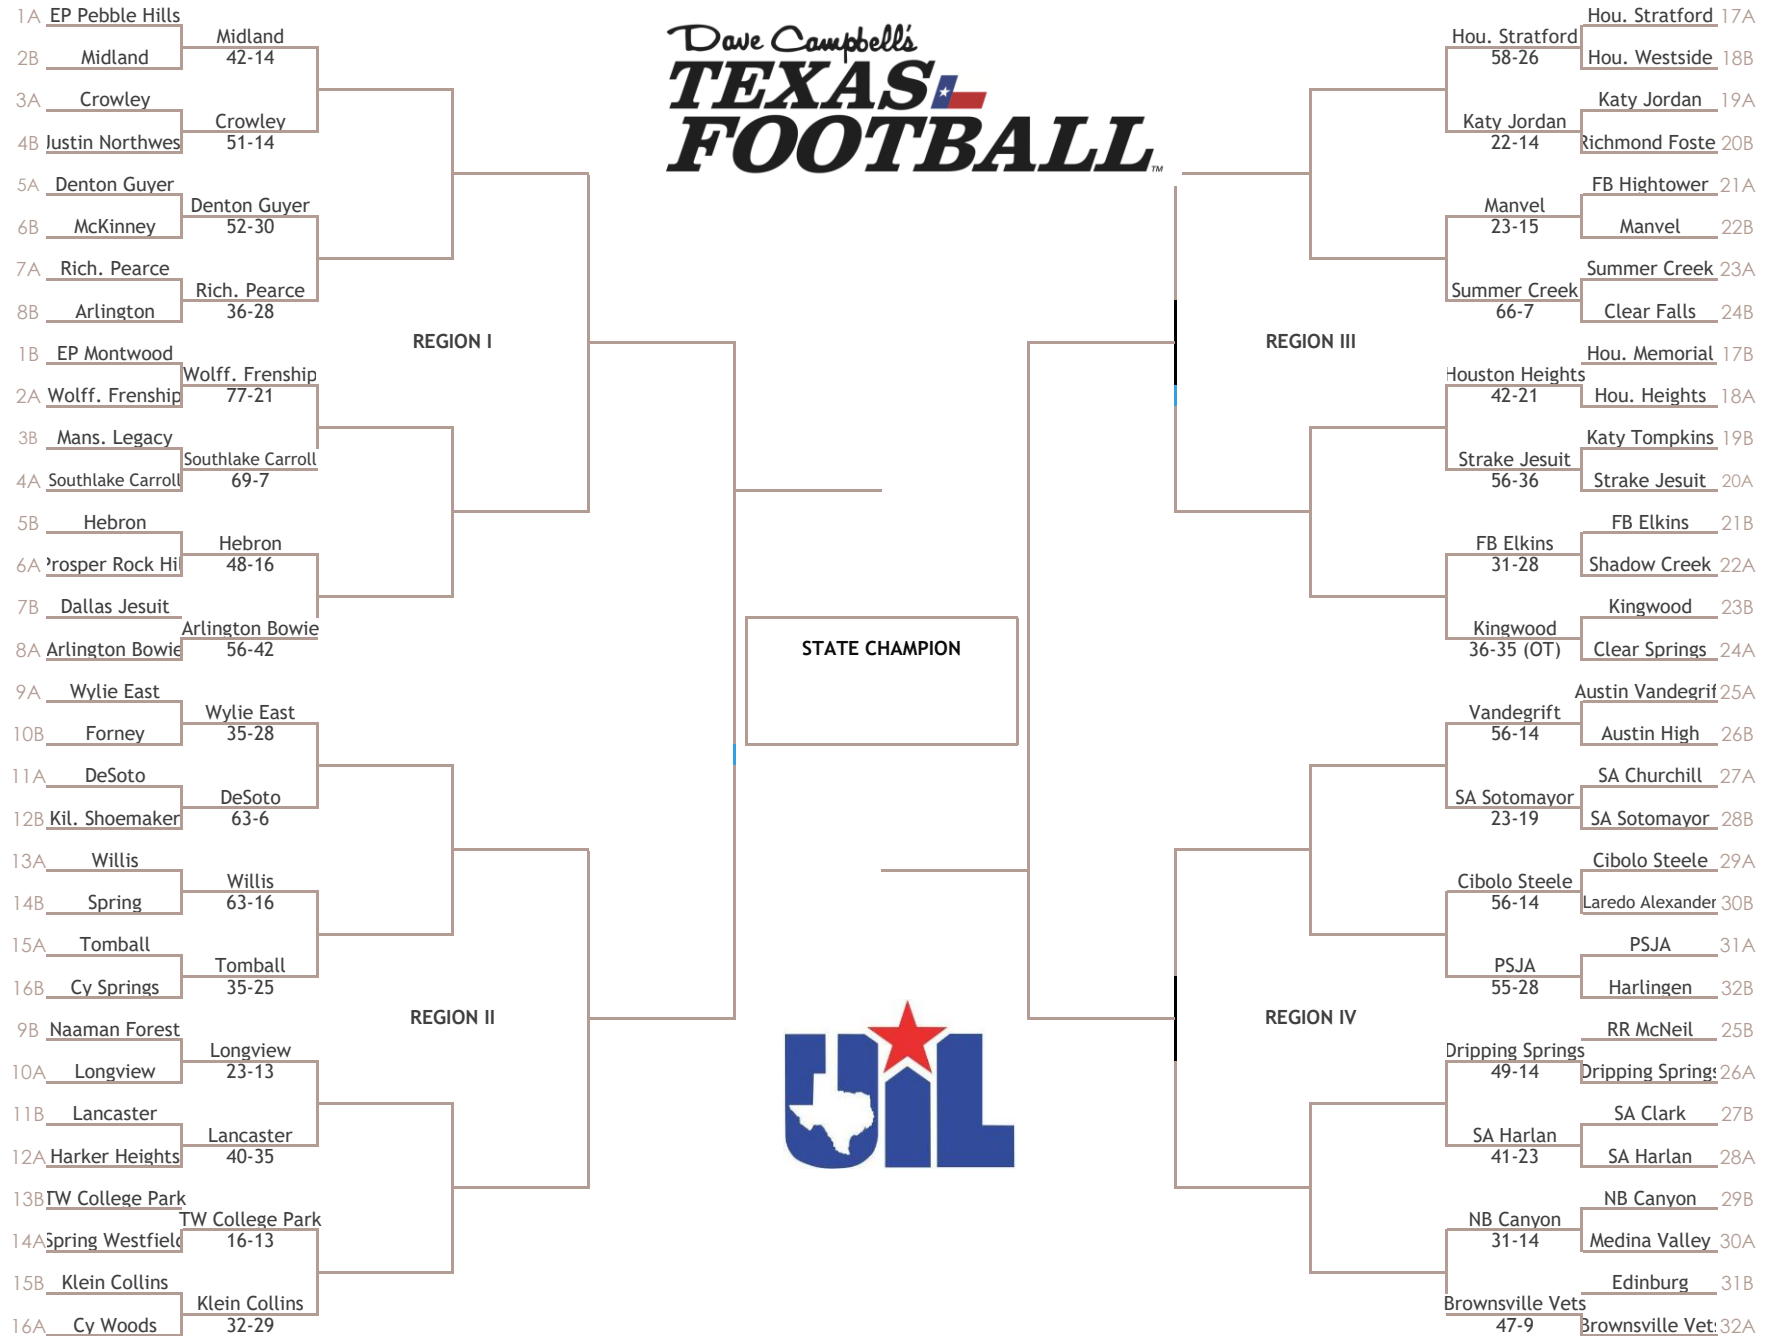 Dave Campbell's
TEXAS
FOOTBALL™
1A EP Pebble Hills
2B Midland
Midland
42-14
3A Crowley
4B Justin Northwes
Crowley
51-14
5A Denton Guyer
6B McKinney
Denton Guyer
52-30
7A Rich. Pearce
8B Arlington
Rich. Pearce
36-28
REGION I
1B EP Montwood
2A Wolff. Frenship
Wolff. Frenship
77-21
3B Mans. Legacy
4A Southlake Carroll
Southlake Carroll
69-7
5B Hebron
6A Prosper Rock Hil
Hebron
48-16
7B Dallas Jesuit
8A Arlington Bowie
Arlington Bowie
56-42
9A Wylie East
10B Forney
Wylie East
35-28
11A DeSoto
12B Kil. Shoemaker
DeSoto
63-6
13A Willis
14B Spring
Willis
63-16
15A Tomball
16B Cy Springs
Tomball
35-25
REGION II
9B Naaman Forest
10A Longview
Longview
23-13
11B Lancaster
12A Harker Heights
Lancaster
40-35
13B TW College Park
14A Spring Westfield
TW College Park
16-13
15B Klein Collins
16A Cy Woods
Klein Collins
32-29
STATE CHAMPION
UIL
Hou. Stratford 17A
Hou. Westside 18B
Hou. Stratford
58-26
Katy Jordan 19A
Richmond Foste 20B
Katy Jordan
22-14
FB Hightower 21A
Manvel 22B
Manvel
23-15
Summer Creek 23A
Clear Falls 24B
Summer Creek
66-7
REGION III
Hou. Memorial 17B
Hou. Heights 18A
Houston Heights
42-21
Katy Tompkins 19B
Strake Jesuit 20A
Strake Jesuit
56-36
FB Elkins 21B
Shadow Creek 22A
FB Elkins
31-28
Kingwood 23B
Clear Springs 24A
Kingwood
36-35 (OT)
Austin Vandegrif 25A
Austin High 26B
Vandegrift
56-14
SA Churchill 27A
SA Sotomayor 28B
SA Sotomayor
23-19
Cibolo Steele 29A
Laredo Alexander 30B
Cibolo Steele
56-14
PSJA 31A
Harlingen 32B
PSJA
55-28
REGION IV
RR McNeil 25B
Dripping Springs 26A
Dripping Springs
49-14
SA Clark 27B
SA Harlan 28A
SA Harlan
41-23
NB Canyon 29B
Medina Valley 30A
NB Canyon
31-14
Edinburg 31B
Brownsville Vets 32A
Brownsville Vets
47-9